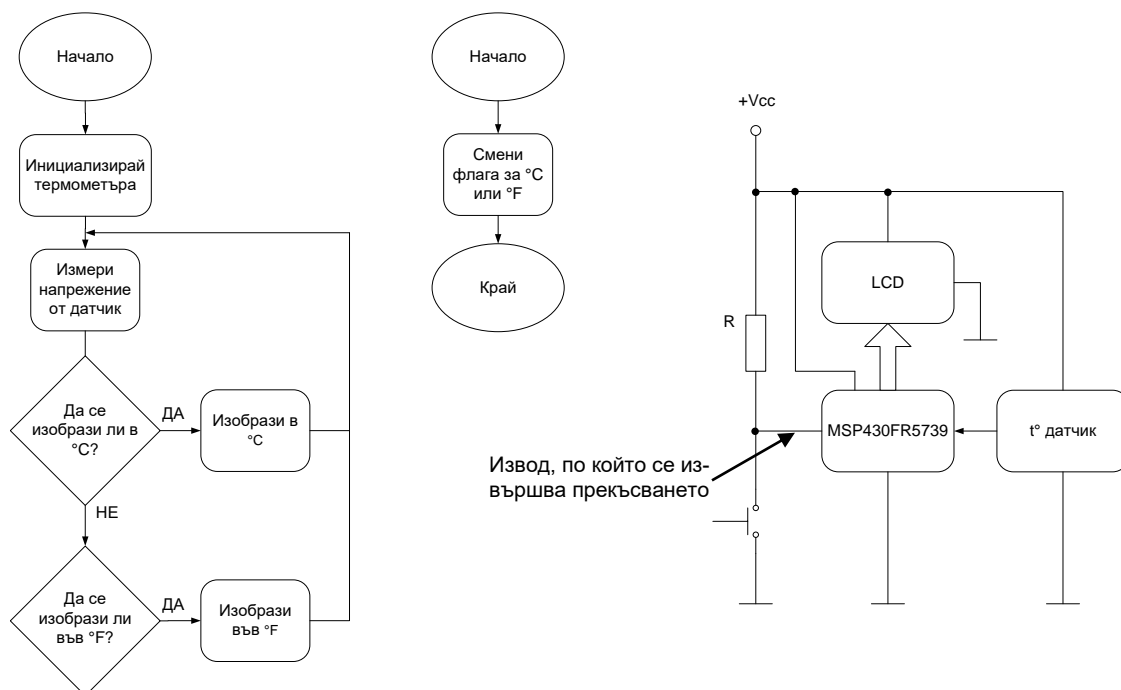 Начало
Инициализирай
термометъра
Измери
напрежение
от датчик
Да се
изобрази ли в
°C?
ДА
Изобрази в
°C
НЕ
Да се
изобрази ли
във °F?
ДА
Изобрази
във °F
Начало
Смени
флага за °C
или °F
Край
+Vcc
R
LCD
MSP430FR5739
t° датчик
Извод, по който се из-
вършва прекъсването